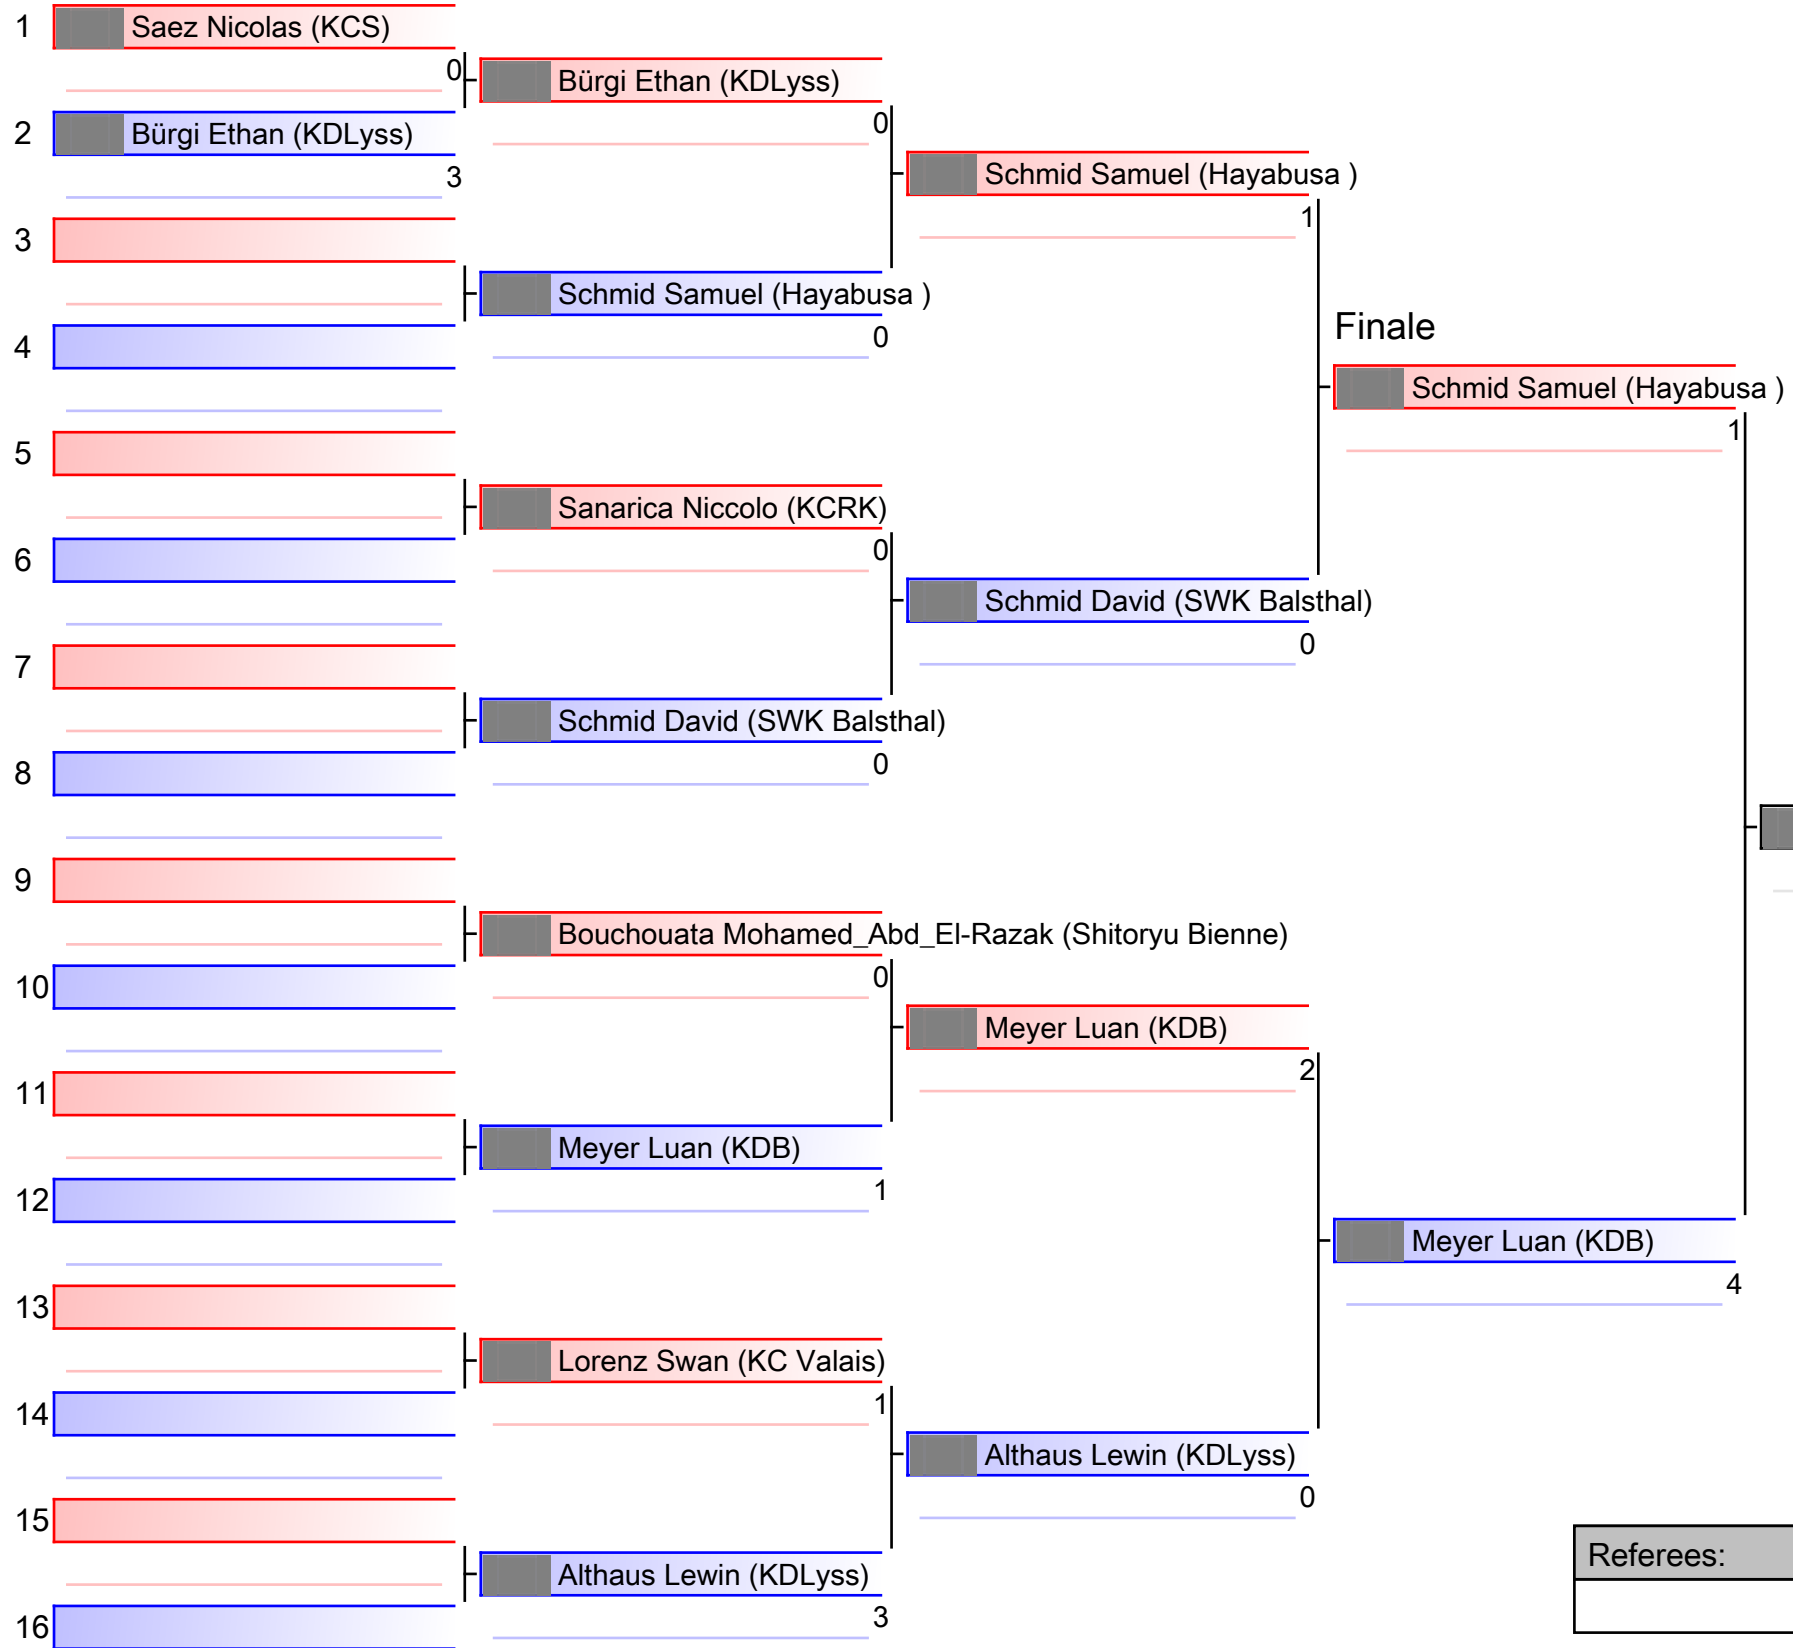 1 Saez Nicolas (KCS)
0 Bürgi Ethan (KDLyss)
2 Bürgi Ethan (KDLyss)
0
3
Schmid Samuel (Hayabusa )
1
3
Schmid Samuel (Hayabusa )
0
4
Finale
Schmid Samuel (Hayabusa )
1
5
Sanarica Niccolo (KCRK)
0
6
Schmid David (SWK Balsthal)
0
7
Schmid David (SWK Balsthal)
0
8
9
Bouchouata Mohamed_Abd_El-Razak (Shitoryu Bienne)
0
10
Meyer Luan (KDB)
2
11
Meyer Luan (KDB)
1
12
Meyer Luan (KDB)
4
13
Lorenz Swan (KC Valais)
1
14
Althaus Lewin (KDLyss)
0
15
Referees:
Althaus Lewin (KDLyss)
3
16